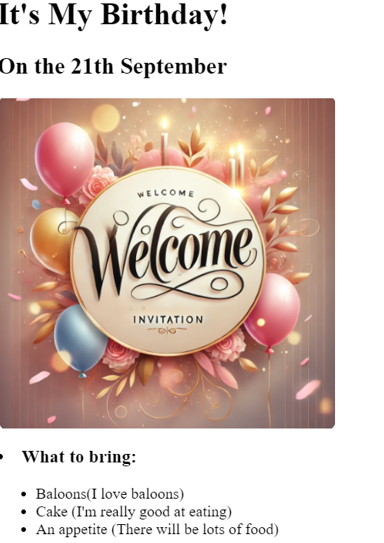 It's My Birthday!
On the 21th September
WELCOME
Welcome
INVITATION
What to bring:
Baloons(I love baloons)
Cake (I'm really good at eating)
An appetite (There will be lots of food)